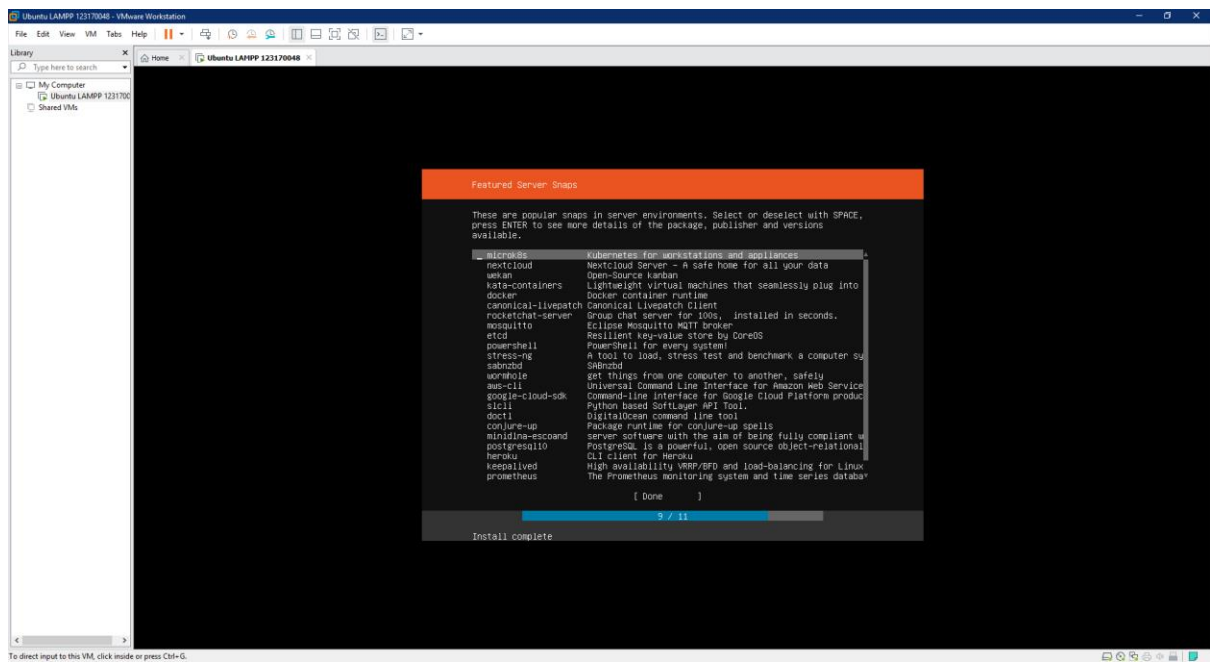 Ubuntu LAMPP 123170048 - VMware Workstation
File Edit View VM Tabs Help
Library
Type here to search
My Computer
Ubuntu LAMPP 1231700
Shared VMs
Home
Ubuntu LAMPP 123170048
Featured Server Snaps
These are popular snaps in server environments. Select or deselect with SPACE,
press ENTER to see more details of the package, publisher and versions
available.
microk8s Kubernetes for workstations and appliances
nextcloud Nextcloud Server - A safe home for all your data
wekan Open-Source kanban
kata-containers Lightweight virtual machines that seamlessly plug into
docker Docker container runtime
canonical-livepatch Canonical Livepatch Client
rocketchat-server Group chat server for 100s, installed in seconds.
mosquitto Eclipse Mosquitto MQTT broker
etcd Resilient key-value store by CoreOS
powershell PowerShell for every system!
stress-ng A tool to load, stress test and benchmark a computer sy
sabnzbd SABnzbd
wormhole get things from one computer to another, safely
aws-cli Universal Command Line Interface for Amazon Web Service
google-cloud-sdk Command-line interface for Google Cloud Platform produc
slcli Python based SoftLayer API Tool.
doctl DigitalOcean command line tool
conjure-up Package runtime for conjure-up spells
minidlna-escoand server software with the aim of being fully compliant w
postgresql10 PostgreSQL is a powerful, open source object-relational
heroku CLI client for Heroku
keepalived High availability VRRP/BFD and load-balancing for Linux
prometheus The Prometheus monitoring system and time series databa
[ Done ]
9 / 11
Install complete
To direct input to this VM, click inside or press Ctrl+G.